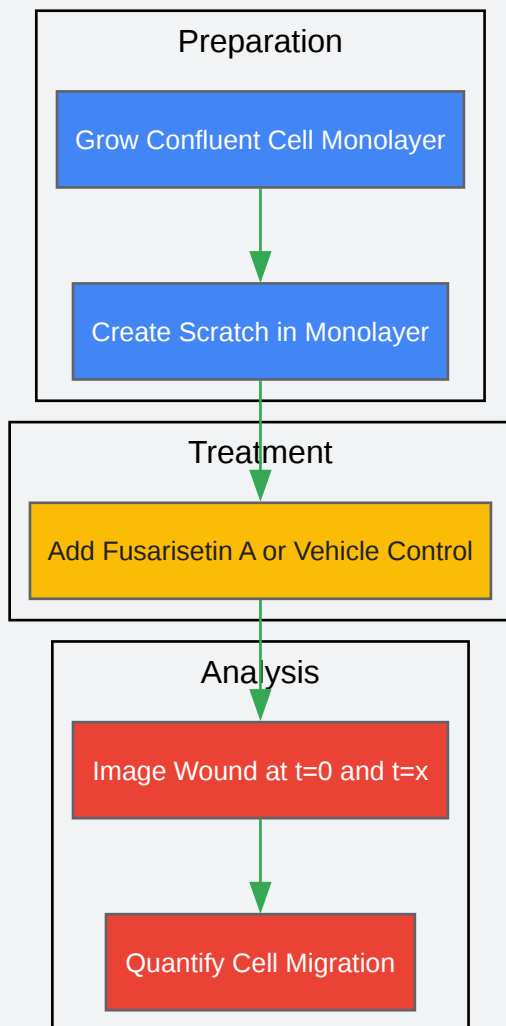 Preparation
Grow Confluent Cell Monolayer
Create Scratch in Monolayer
Treatment
Add Fusarisetin A or Vehicle Control
Analysis
Image Wound at t=0 and t=x
Quantify Cell Migration